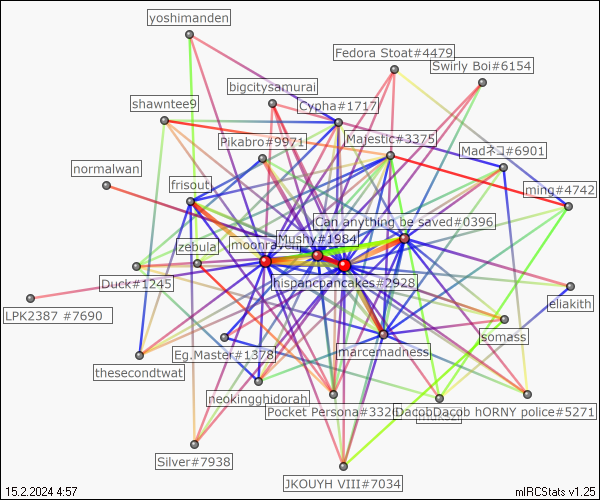 yoshimanden
Fedora Stoat#4479
Swirly Boi#6154
bigcitysamurai
shawntee9
Cypha#1717
Pikabro#9971
Majestic#3375
Madネコ#6901
normalwan
frisout
ming#4742
Can anything be saved#0396
zebula
moonraven
Mushy#1984
Duck#1245
hispancpancakes#2928
eliakith
LPK2387 #7690
somass
Eg.Master#1378
marcemadness
thesecondtwat
neokingghidorah
Pocket Persona#332
DacobDacob hORNY police#5271
Silver#7938
JKOUYH VIII#7034
15.2.2024 4:57
mIRCStats v1.25